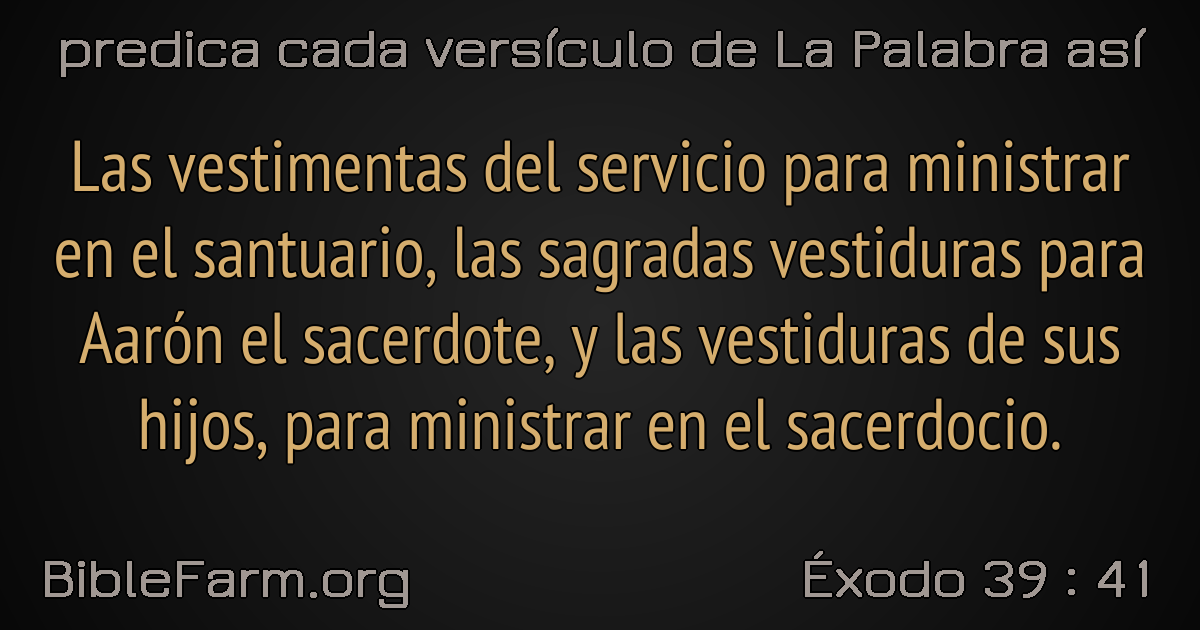 predica cada versículo de La Palabra así
Las vestimentas del servicio para ministrar
en el santuario, las sagradas vestiduras para
Aarón el sacerdote, y las vestiduras de sus
hijos, para ministrar en el sacerdocio.
BibleFarm.org
Éxodo 39 : 41